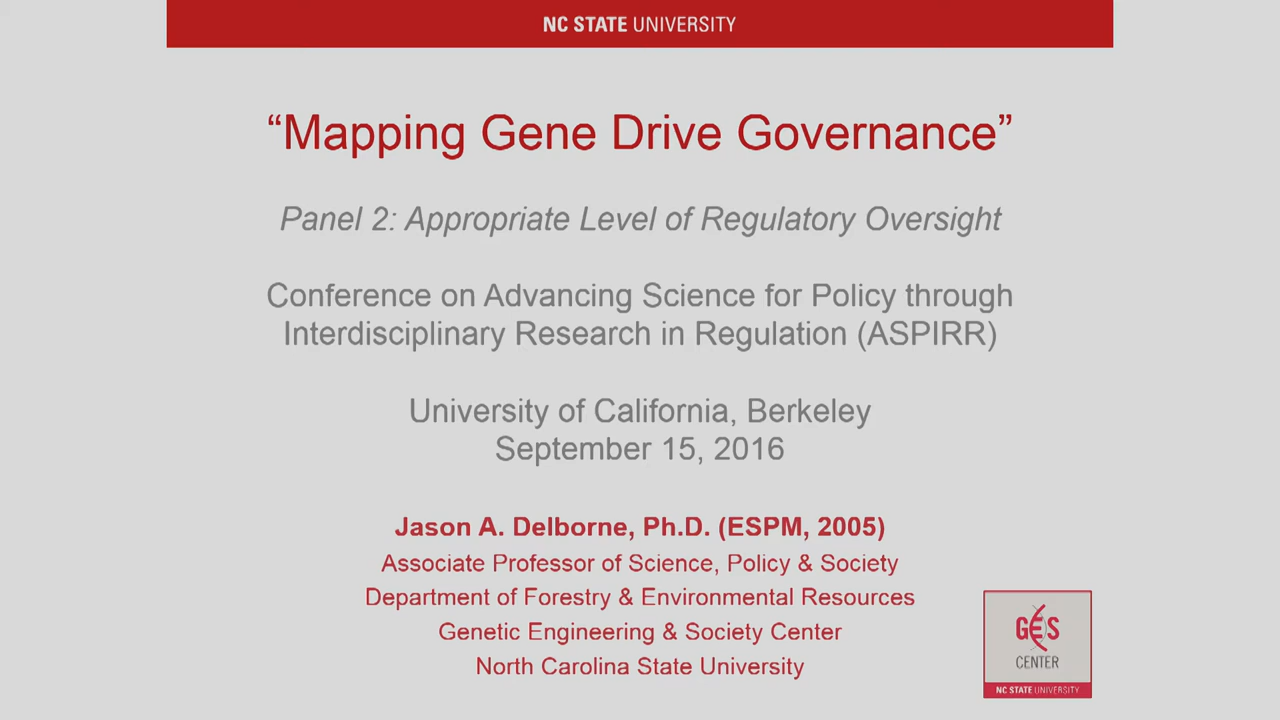 NC STATE UNIVERSITY
“Mapping Gene Drive Governance”
Panel 2: Appropriate Level of Regulatory Oversight
Conference on Advancing Science for Policy through
Interdisciplinary Research in Regulation (ASPIRR)
University of California, Berkeley
September 15, 2016
Jason A. Delborne, Ph.D. (ESPM, 2005)
Associate Professor of Science, Policy & Society
Department of Forestry & Environmental Resources
Genetic Engineering & Society Center
North Carolina State University
GES
CENTER
NC STATE UNIVERSITY